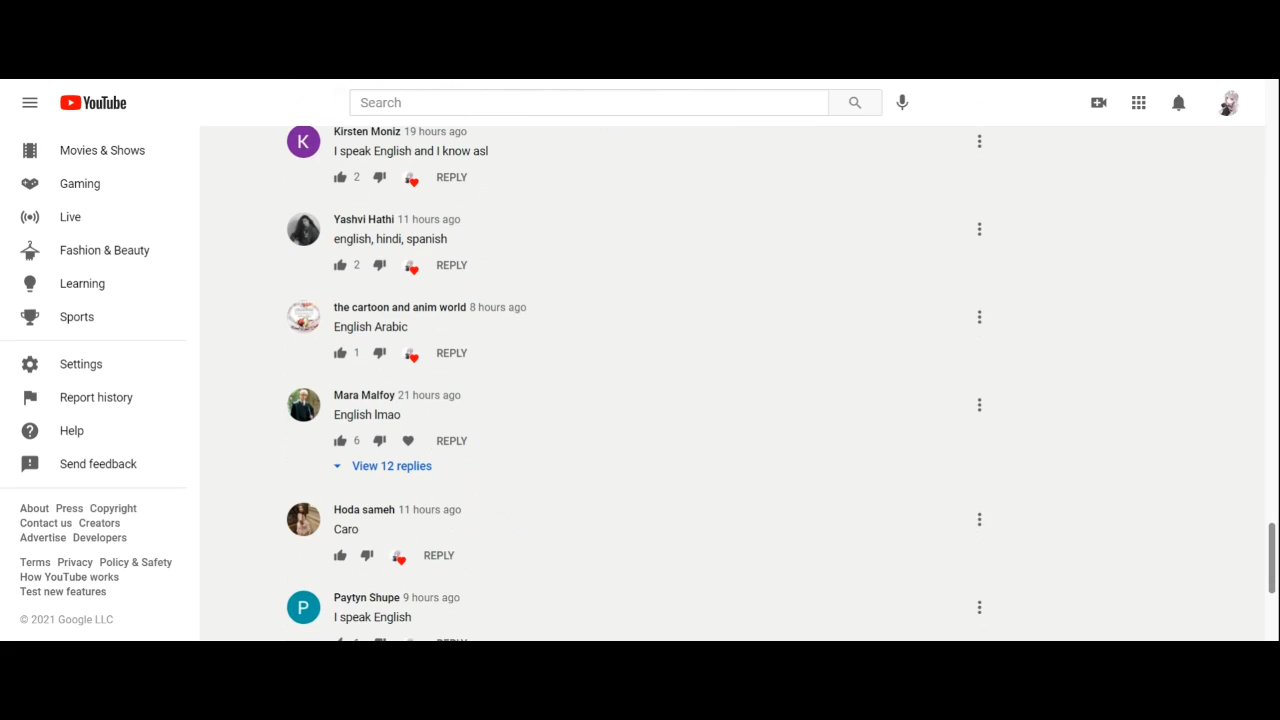 YouTube
Search
Movies & Shows
Gaming
Live
Fashion & Beauty
Learning
Sports
Settings
Report history
Help
Send feedback
About Press Copyright
Contact us Creators
Advertise Developers
Terms Privacy Policy & Safety
How YouTube works
Test new features
© 2021 Google LLC
K
Kirsten Moniz 19 hours ago
I speak English and I know asl
2 REPLY
Yashvi Hathi 11 hours ago
english, hindi, spanish
2 REPLY
the cartoon and anim world 8 hours ago
English Arabic
1 REPLY
Mara Malfoy 21 hours ago
English lmao
6 REPLY
View 12 replies
Hoda sameh 11 hours ago
Caro
REPLY
P
Paytyn Shupe 9 hours ago
I speak English